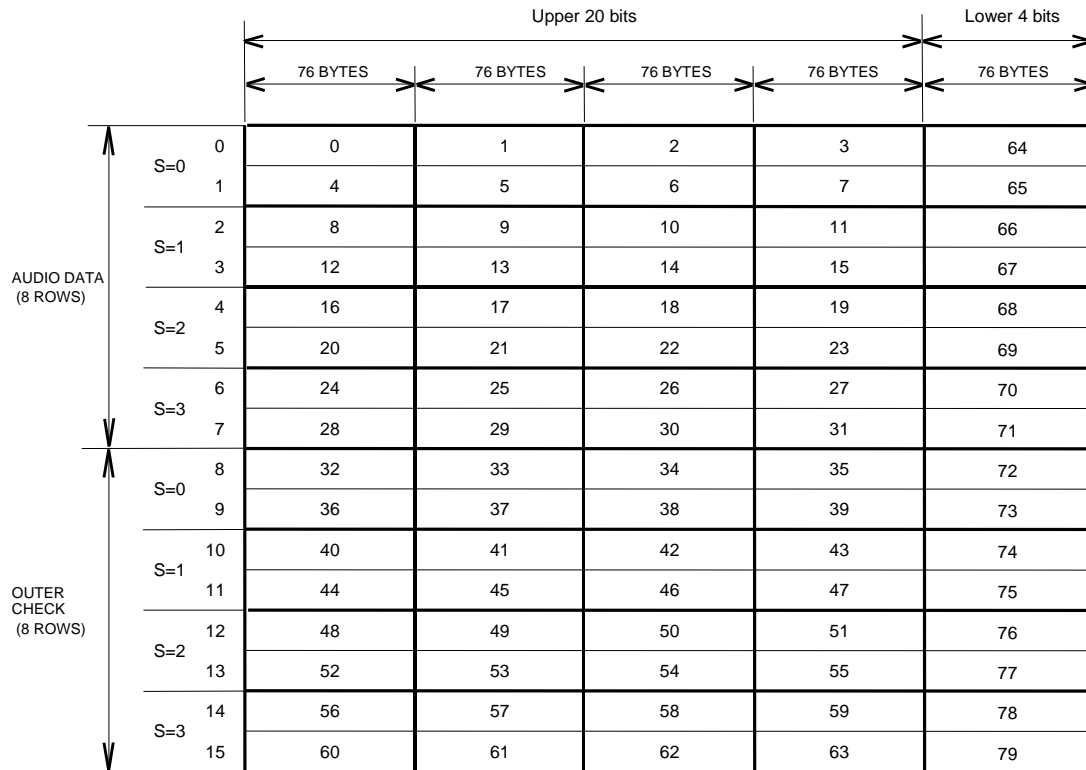 Upper 20 bits Lower 4 bits
76 BYTES 76 BYTES 76 BYTES 76 BYTES 76 BYTES
0 0 1 2 3 64
S=0
1 4 5 6 7 65
2 8 9 10 11 66
S=1
3 12 13 14 15 67
AUDIO DATA
(8 ROWS)
4 16 17 18 19 68
S=2
5 20 21 22 23 69
6 24 25 26 27 70
S=3
7 28 29 30 31 71
8 32 33 34 35 72
S=0
9 36 37 38 39 73
10 40 41 42 43 74
S=1
11 44 45 46 47 75
OUTER
CHECK
(8 ROWS)
12 48 49 50 51 76
S=2
13 52 53 54 55 77
14 56 57 58 59 78
S=3
15 60 61 62 63 79